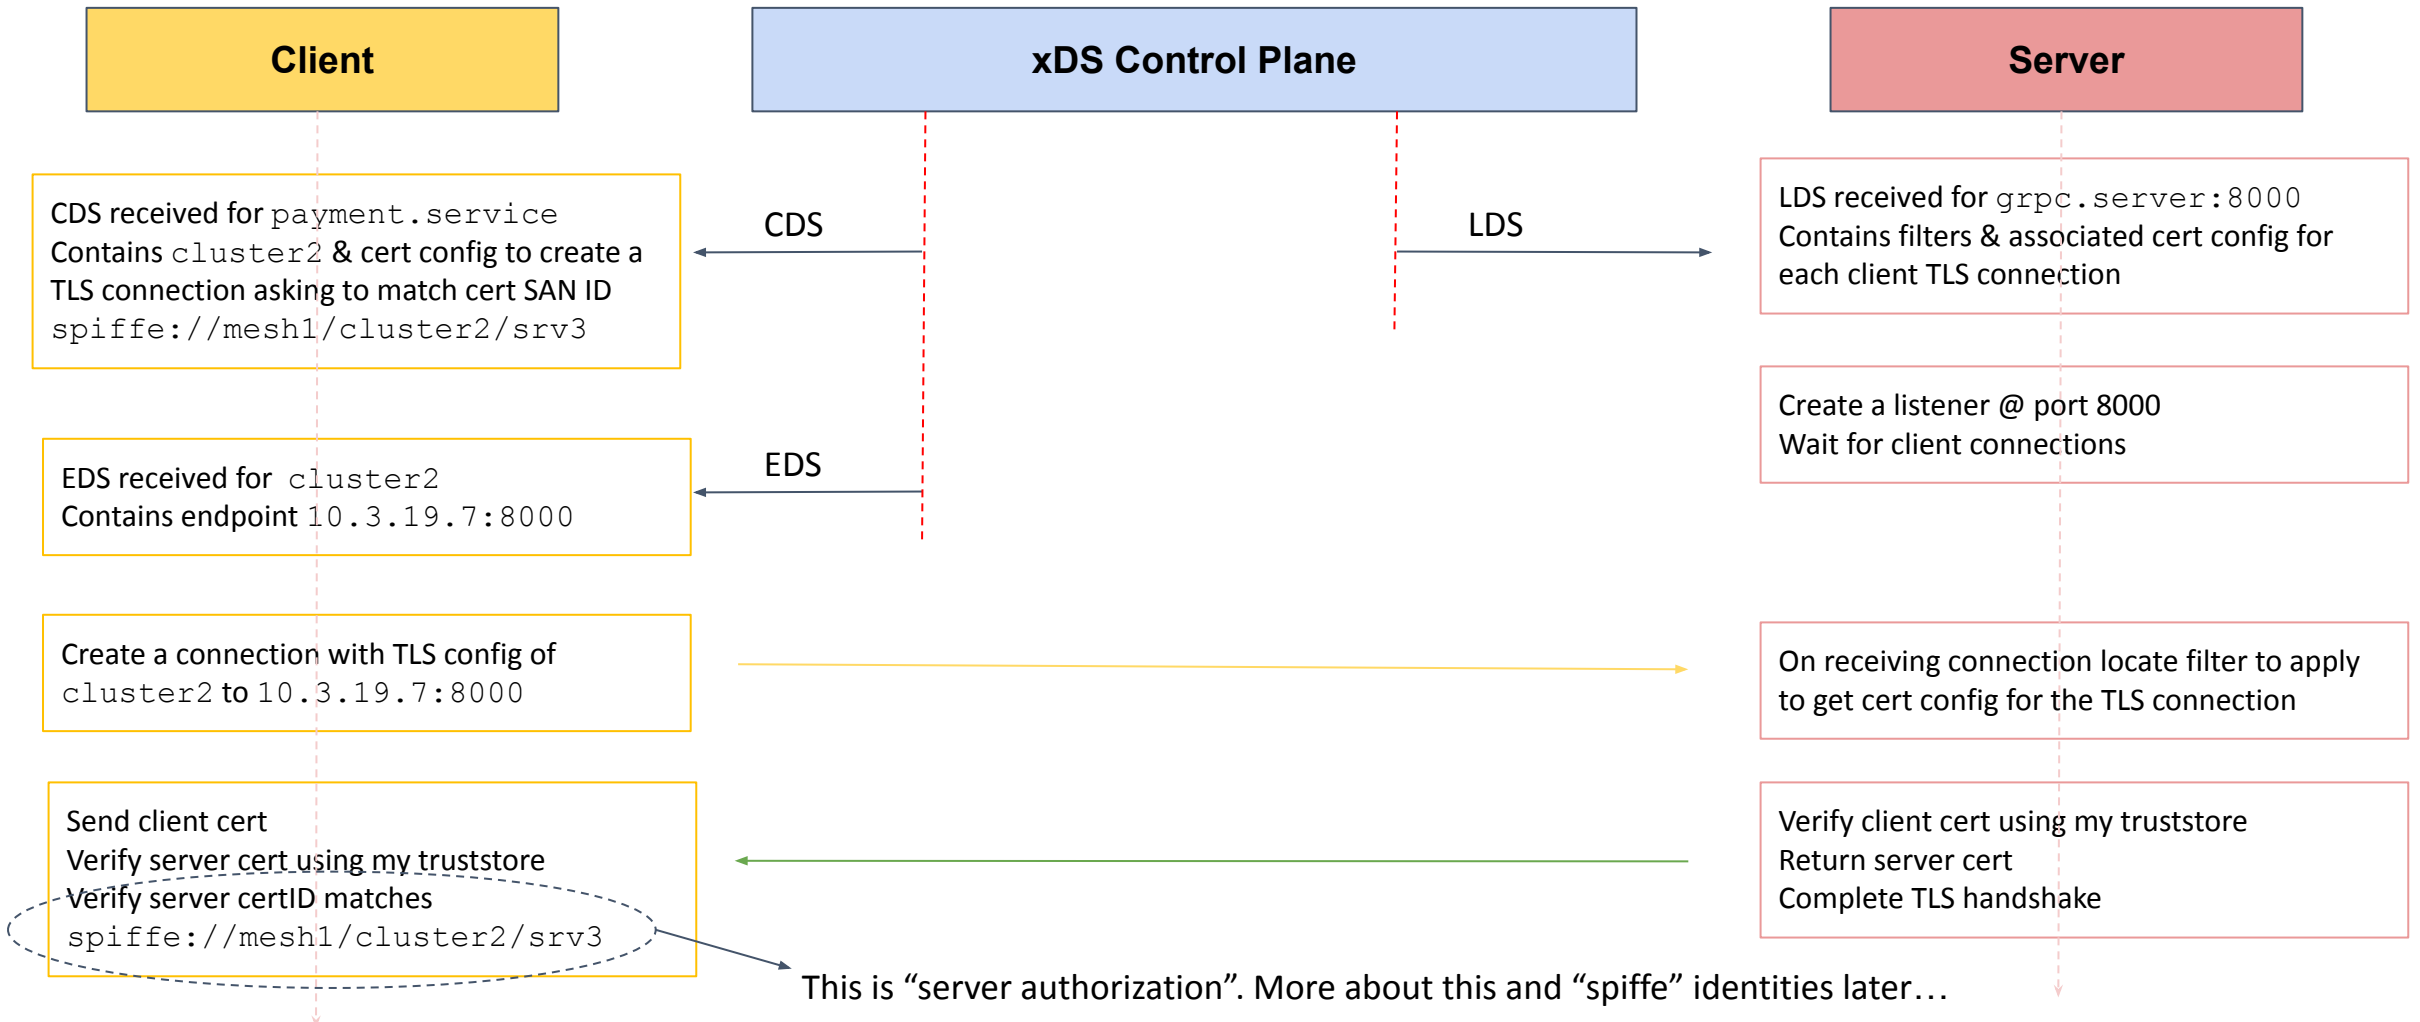 Client
xDS Control Plane
Server
CDS received for payment.service
Contains cluster2 & cert config to create a
TLS connection asking to match cert SAN ID
spiffe://mesh1/cluster2/srv3
CDS
LDS
LDS received for grpc.server:8000
Contains filters & associated cert config for
each client TLS connection
Create a listener @ port 8000
Wait for client connections
EDS received for cluster2
Contains endpoint 10.3.19.7:8000
EDS
Create a connection with TLS config of
cluster2 to 10.3.19.7:8000
On receiving connection locate filter to apply
to get cert config for the TLS connection
Send client cert
Verify server cert using my truststore
Verify server certID matches
spiffe://mesh1/cluster2/srv3
Verify client cert using my truststore
Return server cert
Complete TLS handshake
This is “server authorization”. More about this and “spiffe” identities later…